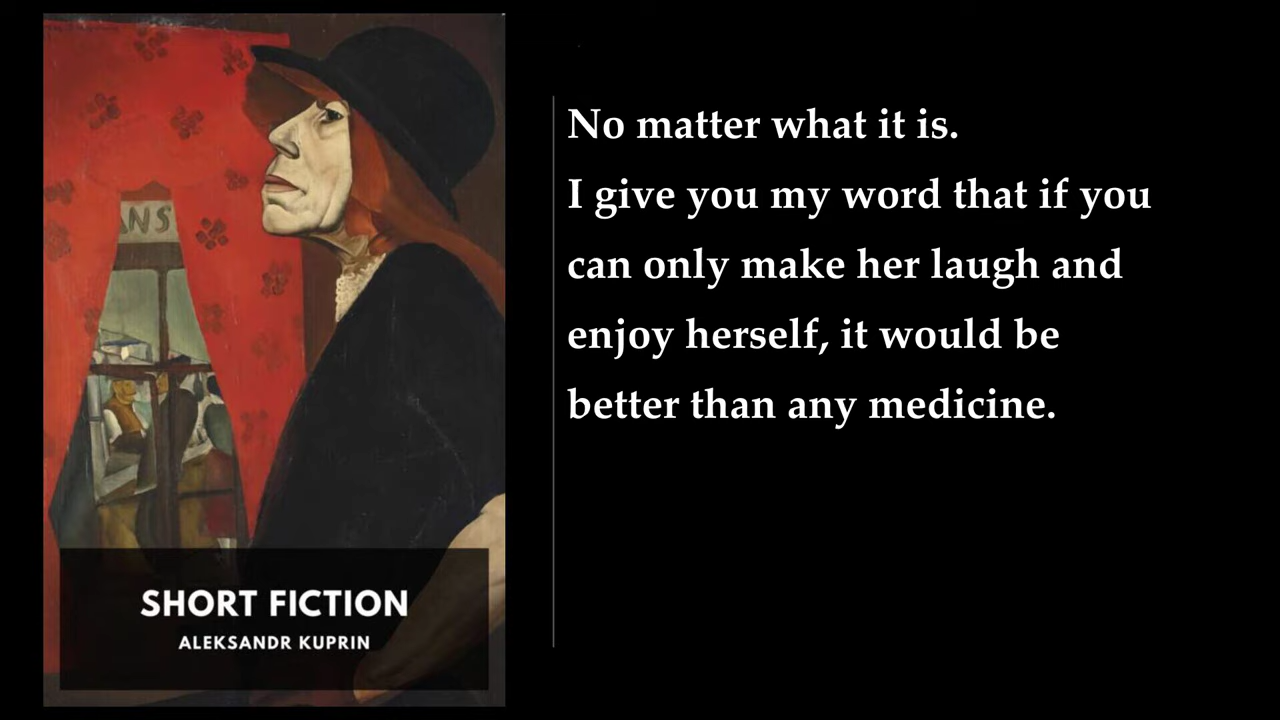 ANS
SHORT FICTION
ALEKSANDR KUPRIN
No matter what it is.
I give you my word that if you
can only make her laugh and
enjoy herself, it would be
better than any medicine.